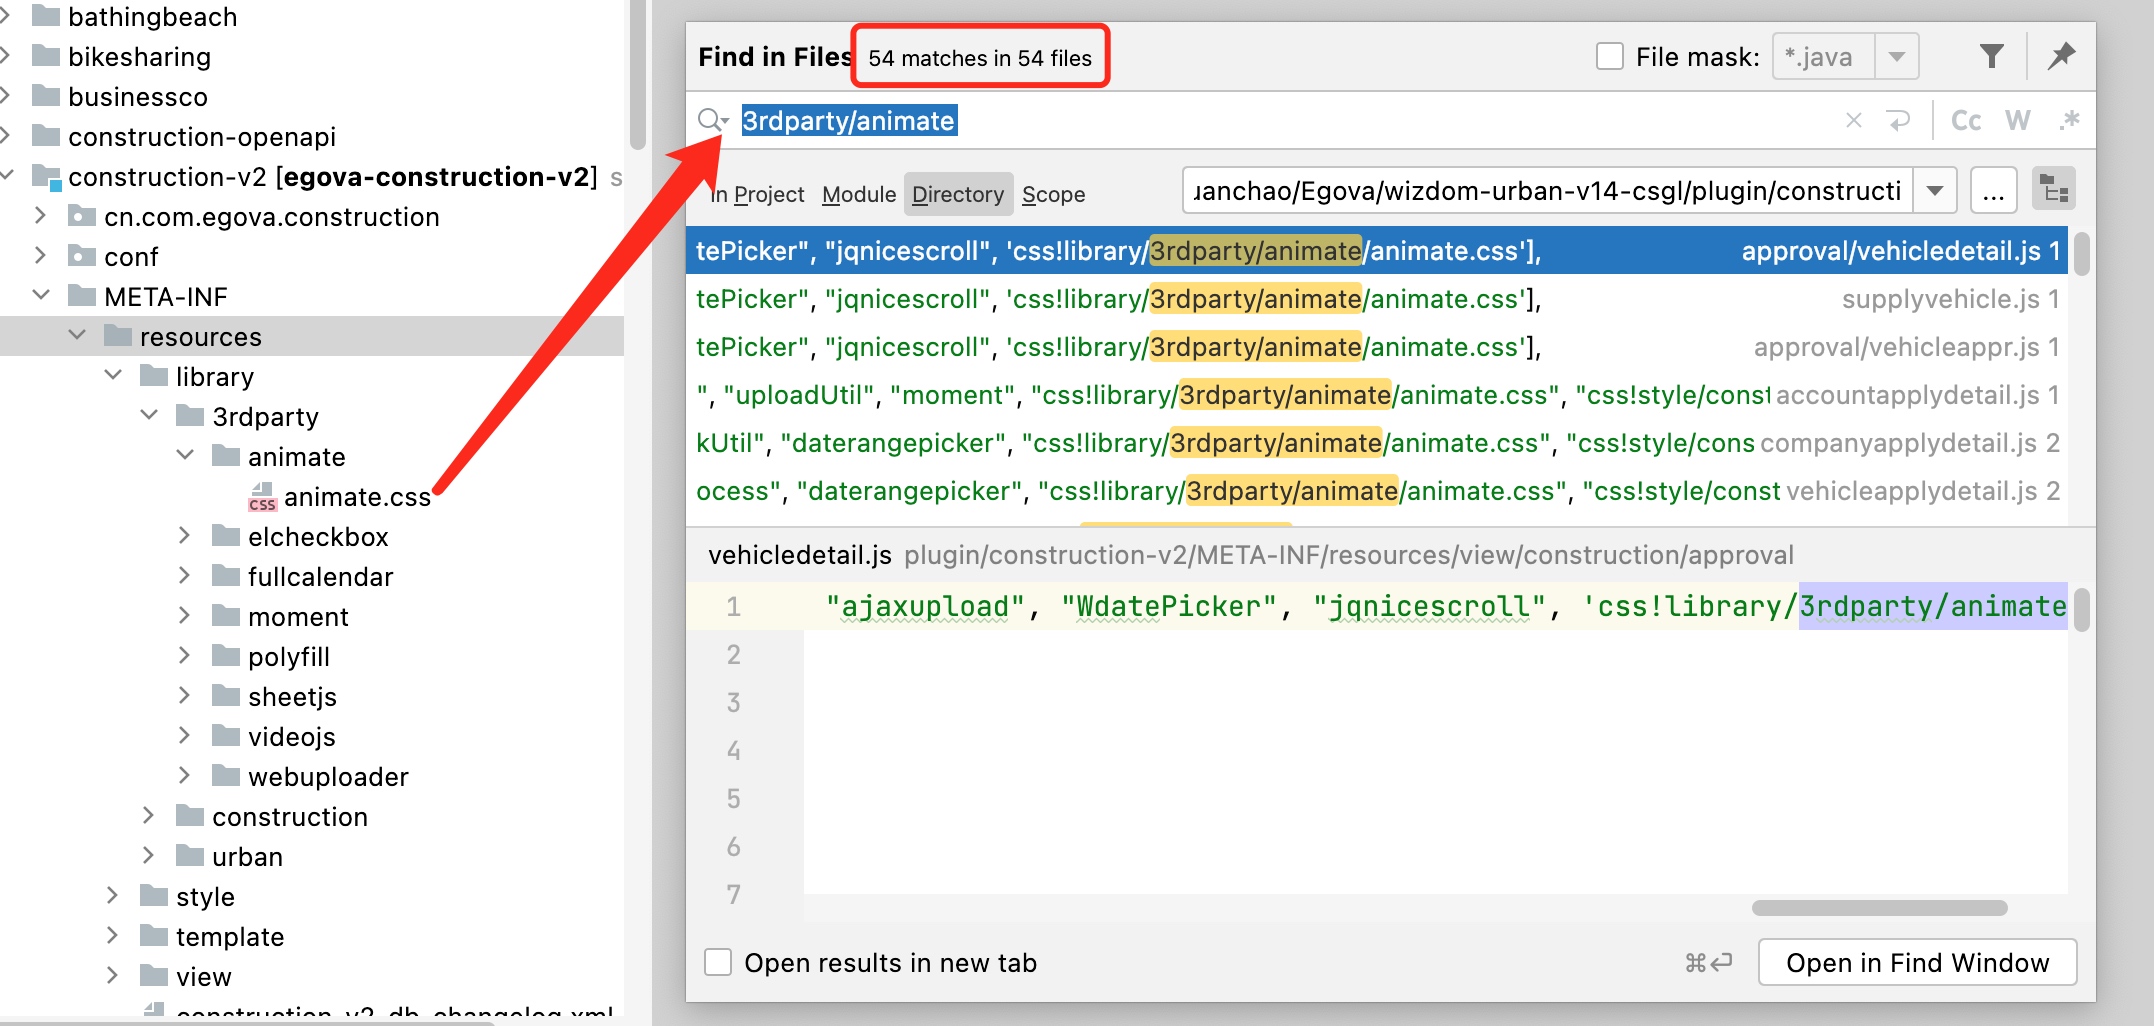 bathingbeach
bikesharing
businessco
construction-openapi
construction-v2 [egova-construction-v2] s
cn.com.egova.construction
conf
META-INF
resources
library
3rdparty
animate
animate.css
elcheckbox
fullcalendar
moment
polyfill
sheetjs
videojs
webuploader
construction
urban
style
template
view
construction_v2_db_changelog.xml
Find in Files 54 matches in 54 files File mask: *.java
3rdparty/animate Cc W .*
In Project Module Directory Scope uanchao/Egova/wizdom-urban-v14-csgl/plugin/constructi ...
tePicker", "jqnicescroll", 'css!library/3rdparty/animate/animate.css'], approval/vehicledetail.js 1
tePicker", "jqnicescroll", 'css!library/3rdparty/animate/animate.css'], supplyvehicle.js 1
tePicker", "jqnicescroll", 'css!library/3rdparty/animate/animate.css'], approval/vehicleappr.js 1
", "uploadUtil", "moment", "css!library/3rdparty/animate/animate.css", "css!style/const accountapplydetail.js 1
kUtil", "daterangepicker", "css!library/3rdparty/animate/animate.css", "css!style/cons companyapplydetail.js 2
ocess", "daterangepicker", "css!library/3rdparty/animate/animate.css", "css!style/const vehicleapplydetail.js 2
vehicledetail.js plugin/construction-v2/META-INF/resources/view/construction/approval
1 "ajaxupload", "WdatePicker", "jqnicescroll", 'css!library/3rdparty/animate
2
3
4
5
6
7
Open results in new tab ⌘↩ Open in Find Window